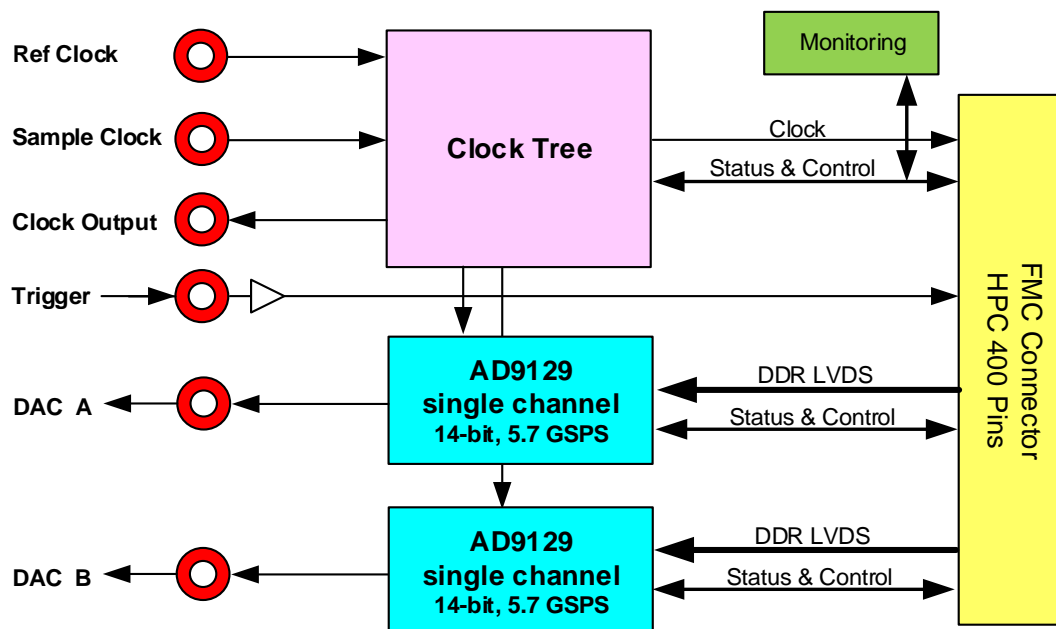 Ref Clock
Monitoring
Sample Clock
Clock Tree
Clock
Status & Control
Clock Output
Trigger
FMC Connector
HPC 400 Pins
AD9129
single channel
14-bit, 5.7 GSPS
DDR LVDS
Status & Control
DAC A
AD9129
single channel
14-bit, 5.7 GSPS
DDR LVDS
Status & Control
DAC B